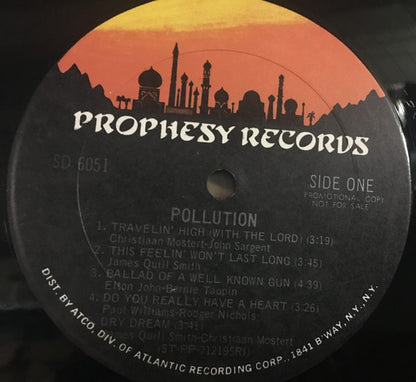 PROPHESY RECORDS
SD 6051
SIDE ONE
PROMOTIONAL COPY
NOT FOR SALE
POLLUTION
1. TRAVELIN' HIGH (WITH THE LORD) (3:19)
Christiaan Mostert-John Sargent
2. THIS FEELIN' WON'T LAST LONG (3:45)
James Quill Smith
3. BALLAD OF A WELL KNOWN GUN (4:39)
Elton John-Bernie Taupin
4. DO YOU REALLY HAVE A HEART (3:26)
Paul Williams-Rodger Nichols
DRY DREAM (3:41)
Quill Smith-Christiaan Mostert
(ST-PP-712195RI)
DIST. BY ATCO, DIV. OF ATLANTIC RECORDING CORP., 1841 B'WAY, N.Y., N.Y.